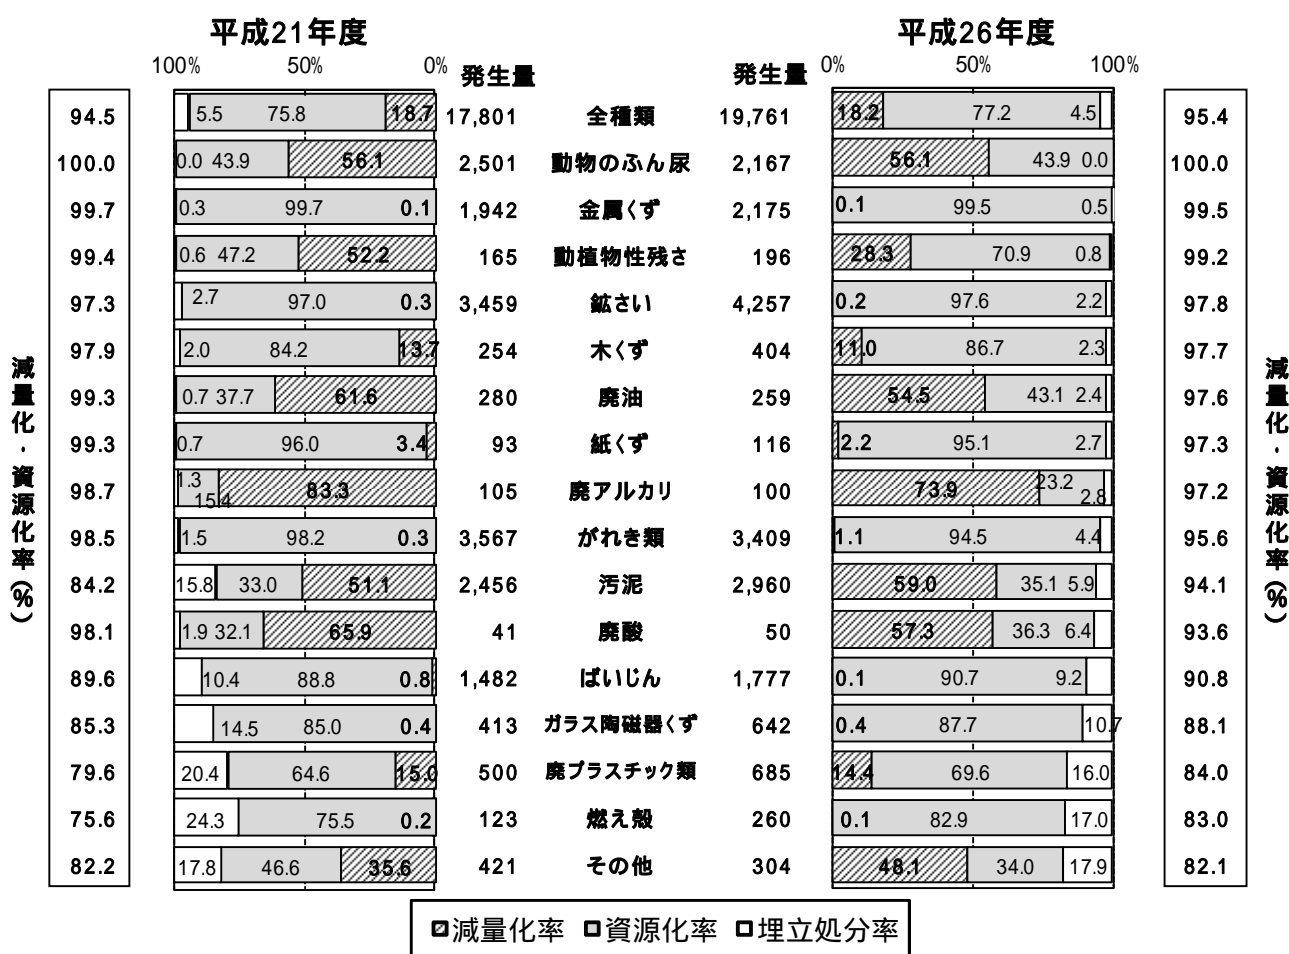 平成21年度 平成26年度
100% 50% 0% 発生量 発生量 0% 50% 100%
94.5 5.5 75.8 18.7 17,801 全種類 19,761 18.2 77.2 4.5 95.4
100.0 0.0 43.9 56.1 2,501 動物のふん尿 2,167 56.1 43.9 0.0 100.0
99.7 0.3 99.7 0.1 1,942 金属くず 2,175 0.1 99.5 0.5 99.5
99.4 0.6 47.2 52.2 165 動植物性残さ 196 28.3 70.9 0.8 99.2
97.3 2.7 97.0 0.3 3,459 鉱さい 4,257 0.2 97.6 2.2 97.8
97.9 2.0 84.2 13.7 254 木くず 404 11.0 86.7 2.3 97.7
99.3 0.7 37.7 61.6 280 廃油 259 54.5 43.1 2.4 97.6
99.3 0.7 96.0 3.4 93 紙くず 116 2.2 95.1 2.7 97.3
98.7 1.3 15.4 83.3 105 廃アルカリ 100 73.9 23.2 2.8 97.2
98.5 1.5 98.2 0.3 3,567 がれき類 3,409 1.1 94.5 4.4 95.6
84.2 15.8 33.0 51.1 2,456 汚泥 2,960 59.0 35.1 5.9 94.1
98.1 1.9 32.1 65.9 41 廃酸 50 57.3 36.3 6.4 93.6
89.6 10.4 88.8 0.8 1,482 ばいじん 1,777 0.1 90.7 9.2 90.8
85.3 14.5 85.0 0.4 413 ガラス陶磁器くず 642 0.4 87.7 10.7 88.1
79.6 20.4 64.6 15.0 500 廃プラスチック類 685 14.4 69.6 16.0 84.0
75.6 24.3 75.5 0.2 123 燃え殻 260 0.1 82.9 17.0 83.0
82.2 17.8 46.6 35.6 421 その他 304 48.1 34.0 17.9 82.1
減量化・資源化率(%)
減量化・資源化率(%)
減量化率 資源化率 埋立処分率